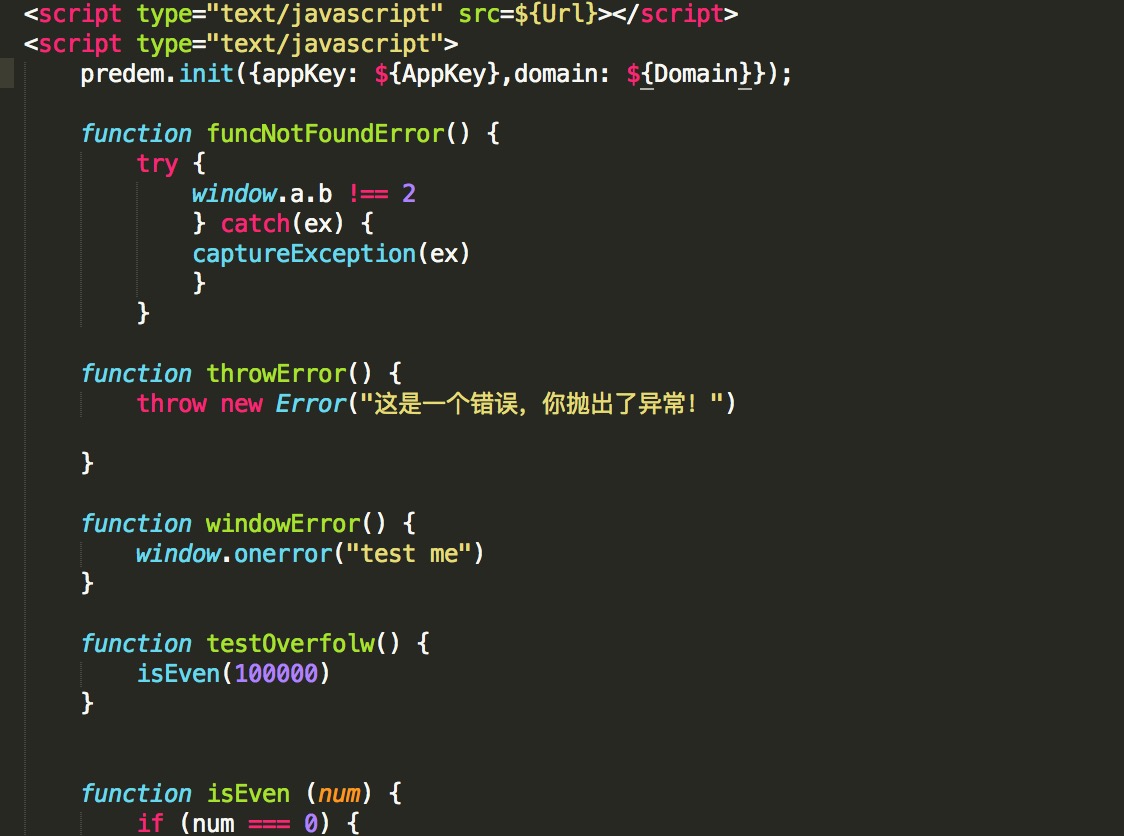 <script type="text/javascript" src=${Url}></script>
<script type="text/javascript">
    predem.init({appKey: ${AppKey},domain: ${Domain}});

    function funcNotFoundError() {
        try {
            window.a.b !== 2
            } catch(ex) {
            captureException(ex)
            }
        }

    function throwError() {
        throw new Error("这是一个错误，你抛出了异常！")

    }

    function windowError() {
        window.onerror("test me")
    }

    function testOverfolw() {
        isEven(100000)
    }


    function isEven (num) {
        if (num === 0) {